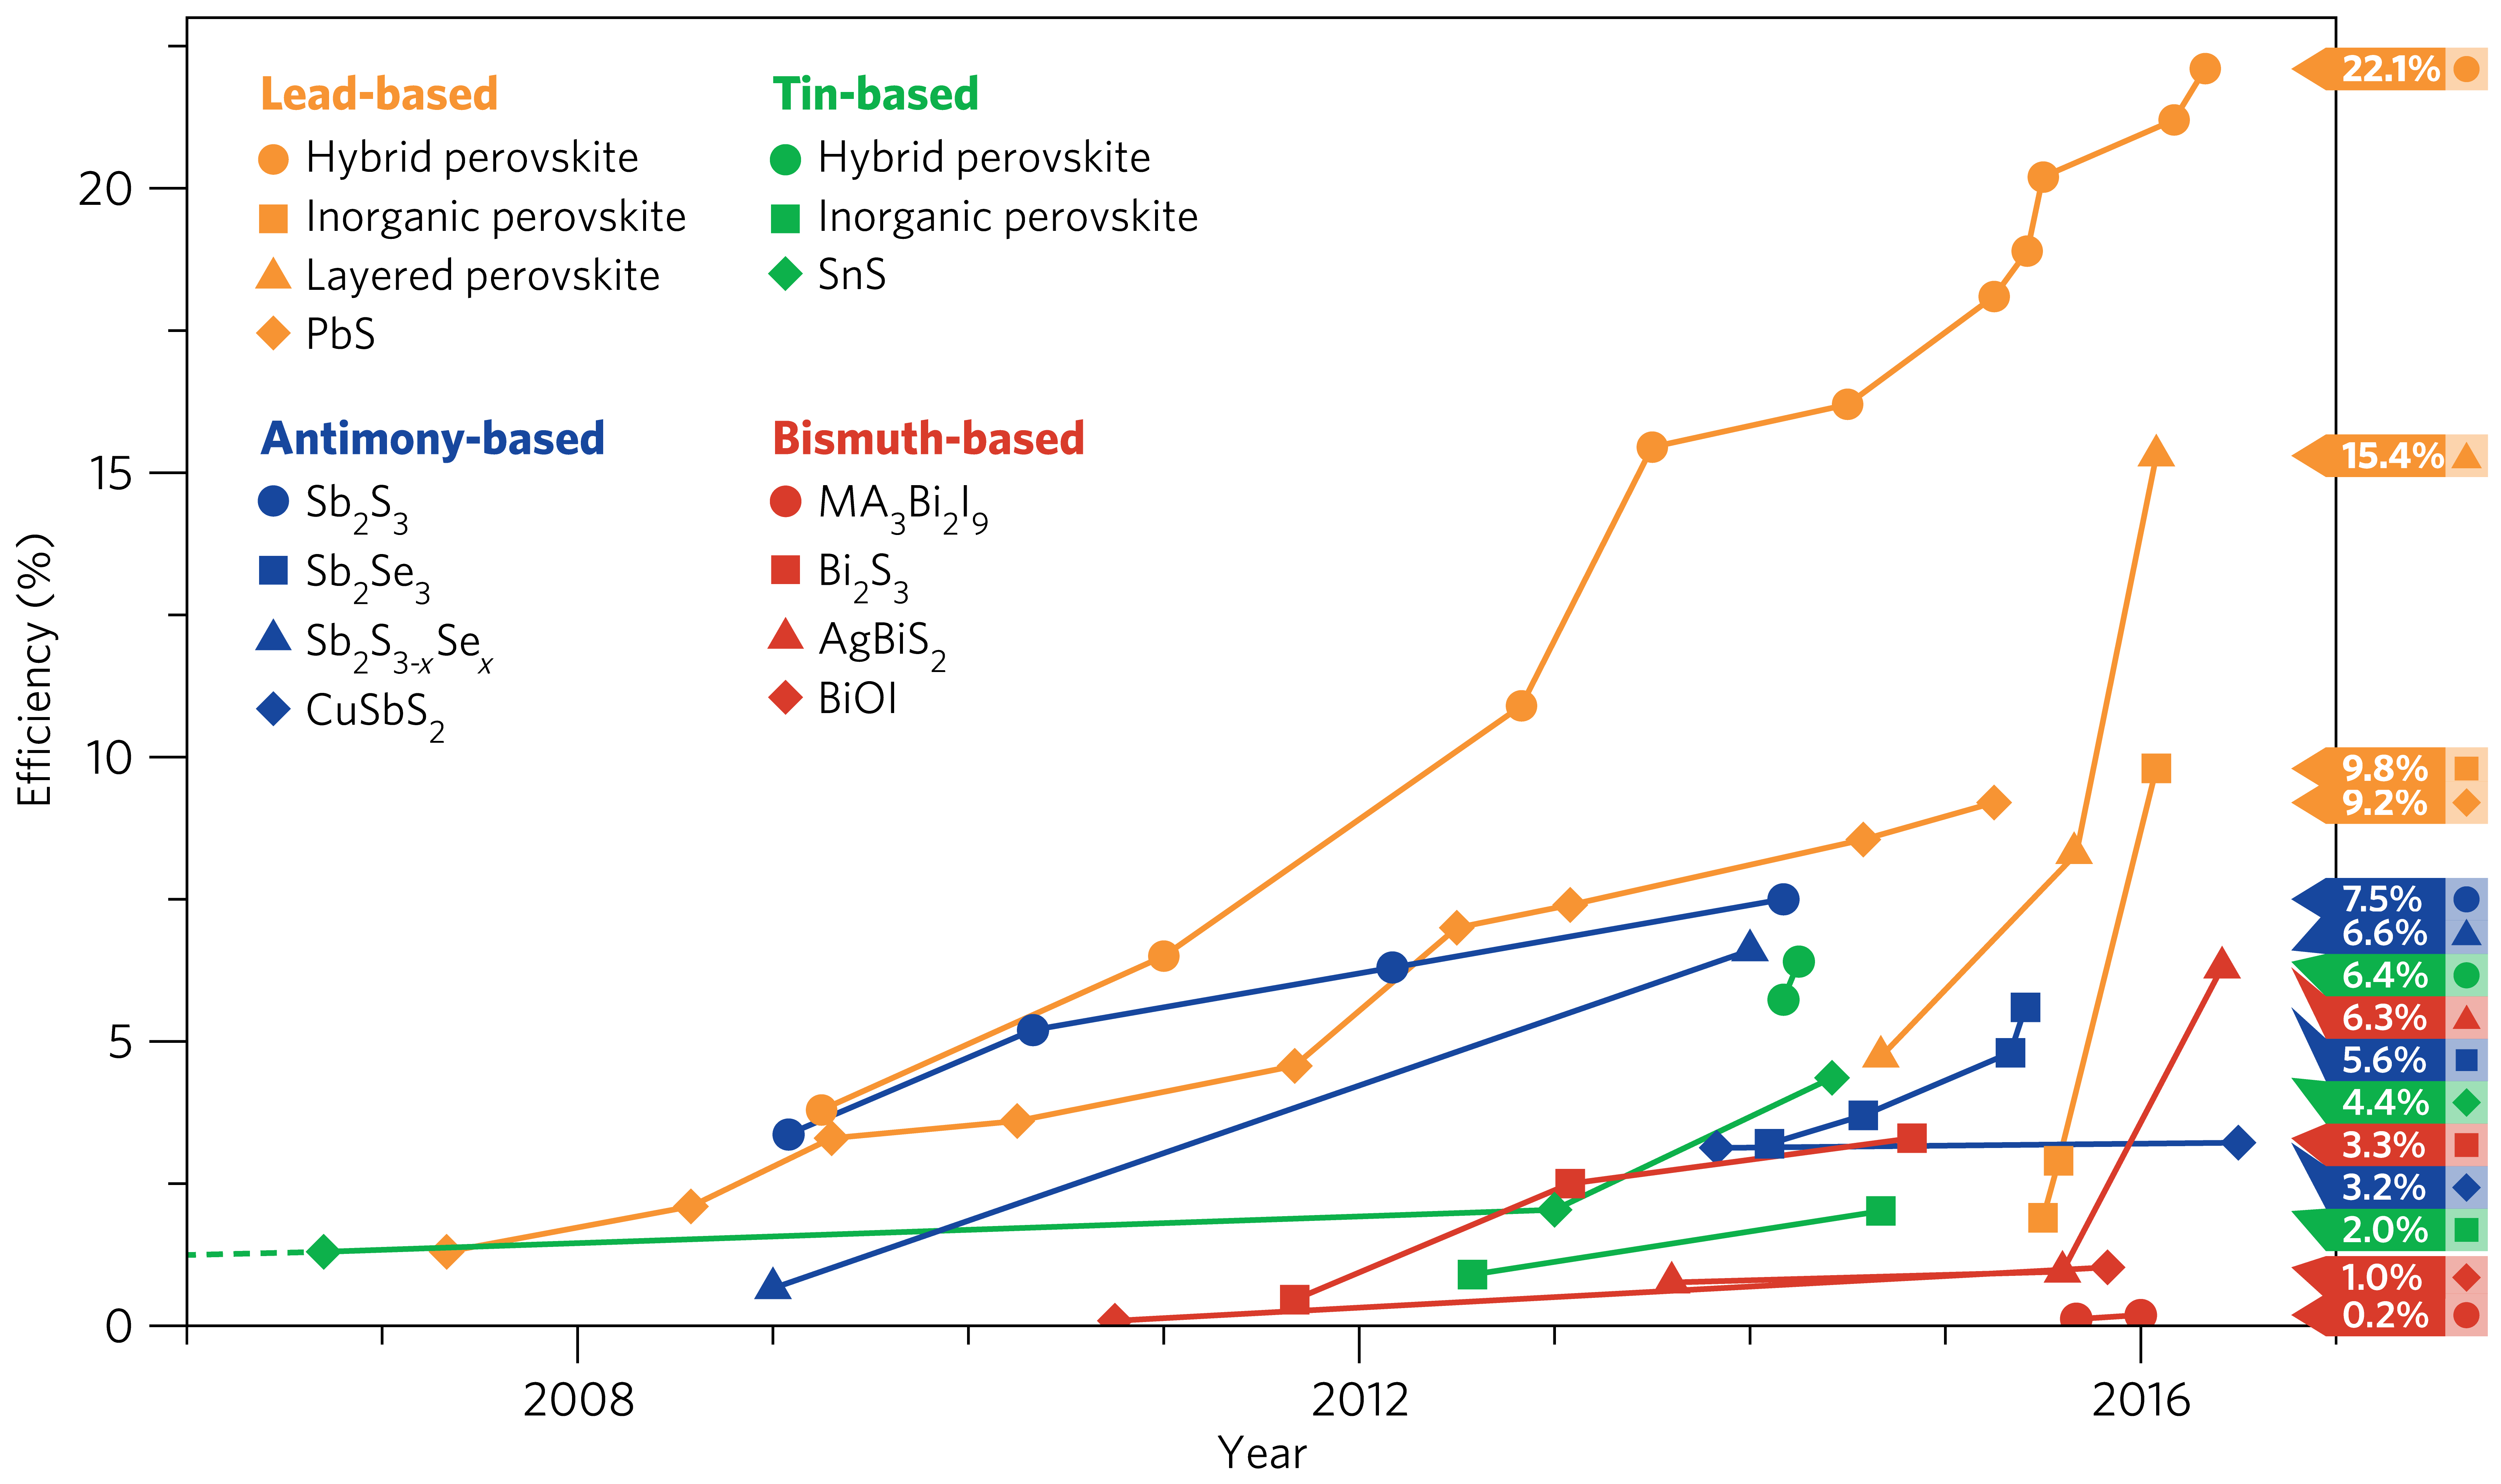 Lead-based
Hybrid perovskite
Inorganic perovskite
Layered perovskite
PbS
Tin-based
Hybrid perovskite
Inorganic perovskite
SnS
Antimony-based
Sb2S3
Sb2Se3
Sb2S3-xSex
CuSbS2
Bismuth-based
MA3Bi2I9
Bi2S3
AgBiS2
BiOI
Efficiency (%)
20
15
10
5
0
2008
2012
2016
Year
22.1%
15.4%
9.8%
9.2%
7.5%
6.6%
6.4%
6.3%
5.6%
4.4%
3.3%
3.2%
2.0%
1.0%
0.2%